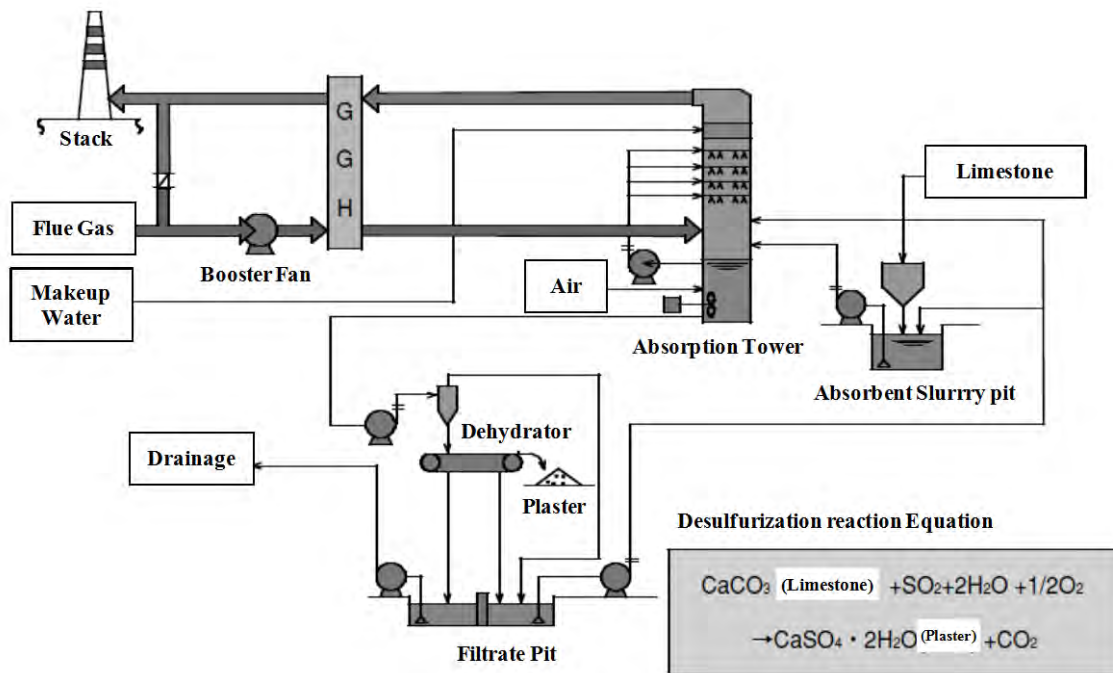 G
G
H
Stack
Limestone
Flue Gas
Booster Fan
Makeup
Water
Air
Absorption Tower
Absorbent Slurrry pit
Dehydrator
Drainage
Plaster
Filtrate Pit
Desulfurization reaction Equation
CaCO₃ (Limestone) +SO₂+2H₂O +1/2O₂
→CaSO₄・2H₂O(Plaster) +CO₂